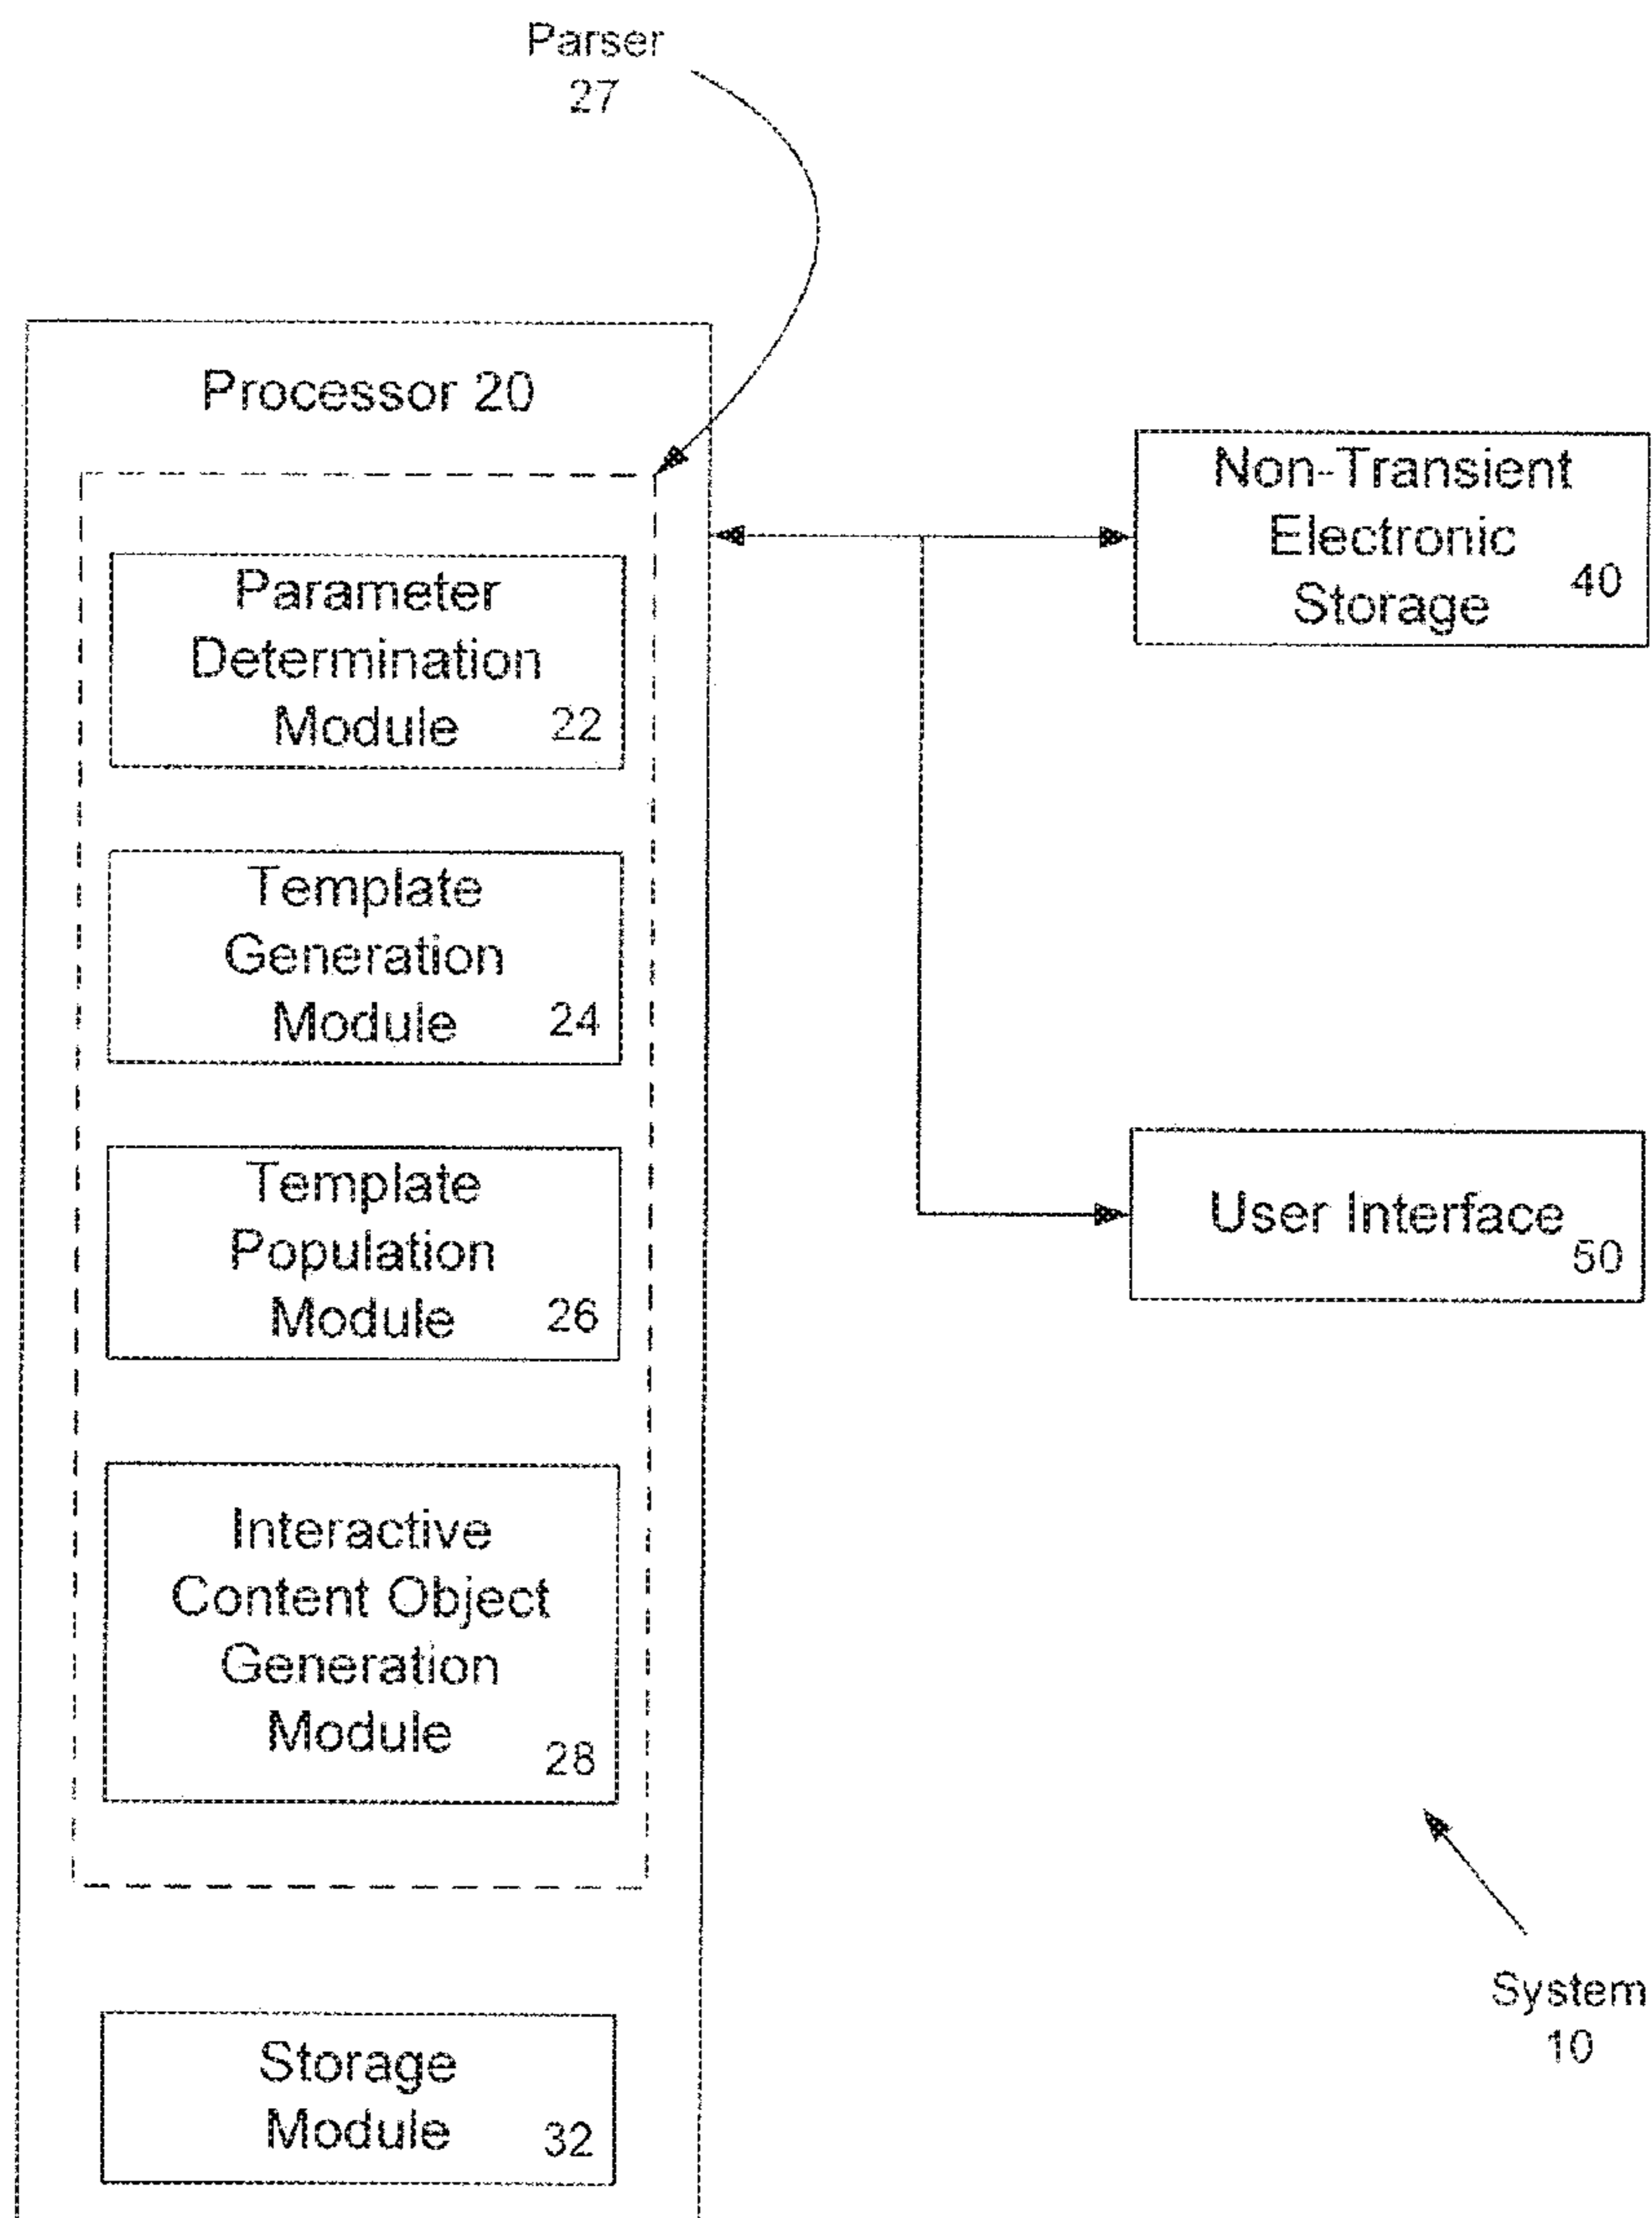 Parser
27
Processor 20
Parameter
Determination
Module 22
Template
Generation
Module 24
Template
Population
Module 26
Interactive
Content Object
Generation
Module
28
Storage
Module 32
Non-Transient
Electronic
Storage 40
User Interface
50
System
10